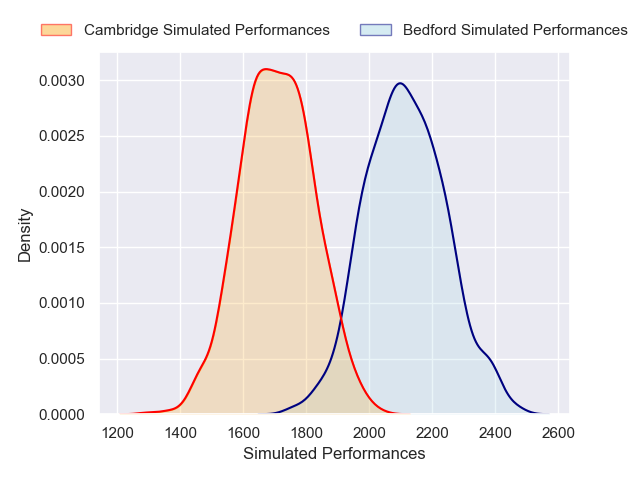 Cambridge Simulated Performances Bedford Simulated Performances
0.0030
0.0025
0.0020
0.0015
0.0010
0.0005
0.0000
Density
1200 1400 1600 1800 2000 2200 2400 2600
Simulated Performances